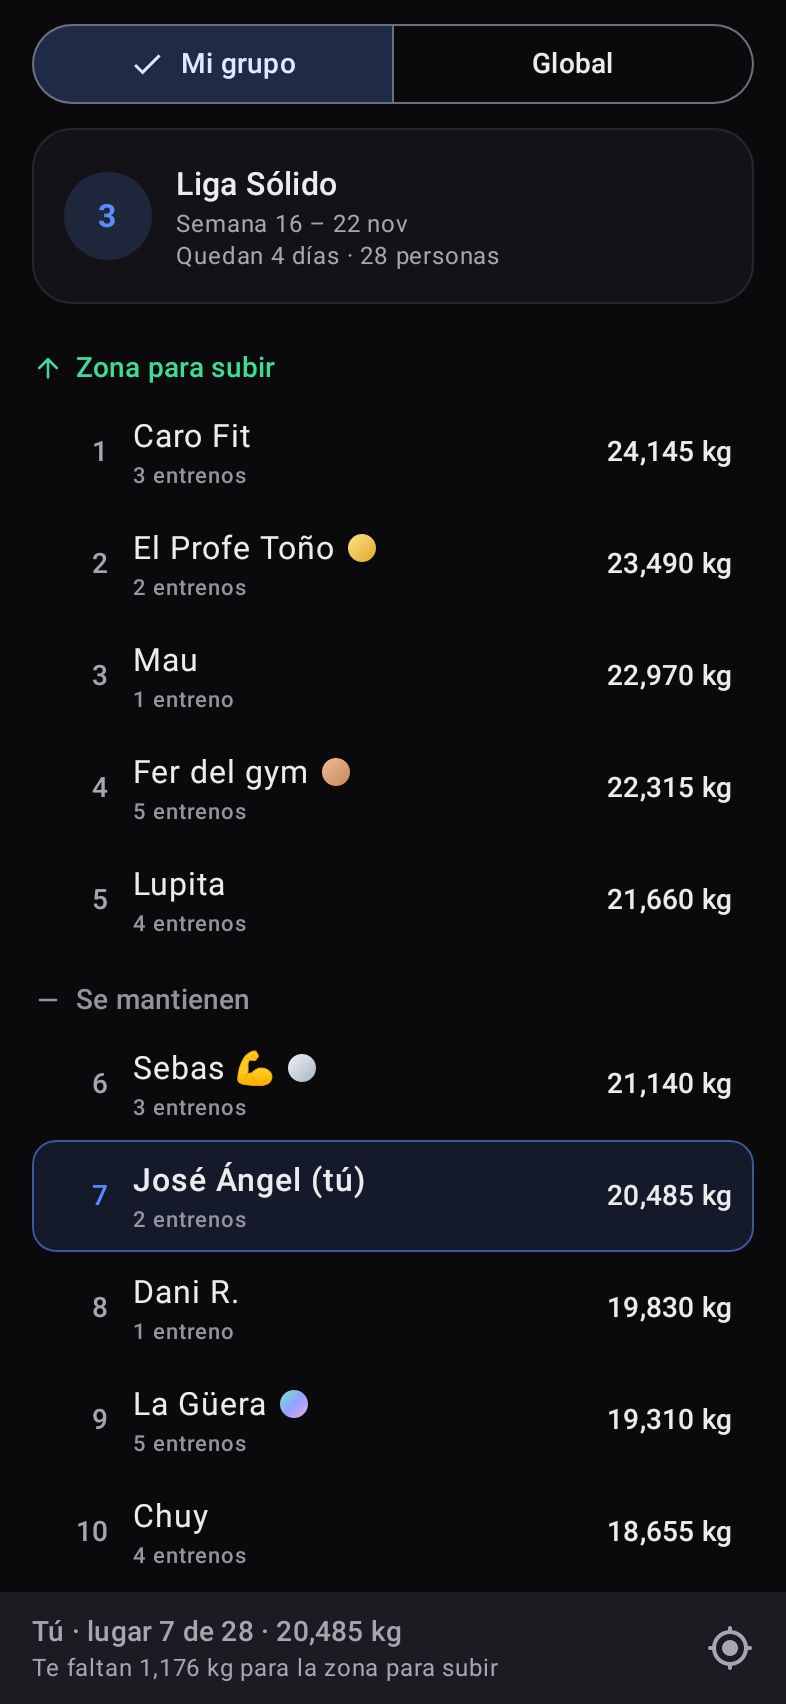 Mi grupo
Global
3
Liga Sólido
Semana 16 – 22 nov
Quedan 4 días · 28 personas
Zona para subir
1
Caro Fit
3 entrenos
24,145 kg
2
El Profe Toño
2 entrenos
23,490 kg
3
Mau
1 entreno
22,970 kg
4
Fer del gym
5 entrenos
22,315 kg
5
Lupita
4 entrenos
21,660 kg
Se mantienen
6
Sebas 💪
3 entrenos
21,140 kg
7
José Ángel (tú)
2 entrenos
20,485 kg
8
Dani R.
1 entreno
19,830 kg
9
La Güera
5 entrenos
19,310 kg
10
Chuy
4 entrenos
18,655 kg
Tú · lugar 7 de 28 · 20,485 kg
Te faltan 1,176 kg para la zona para subir